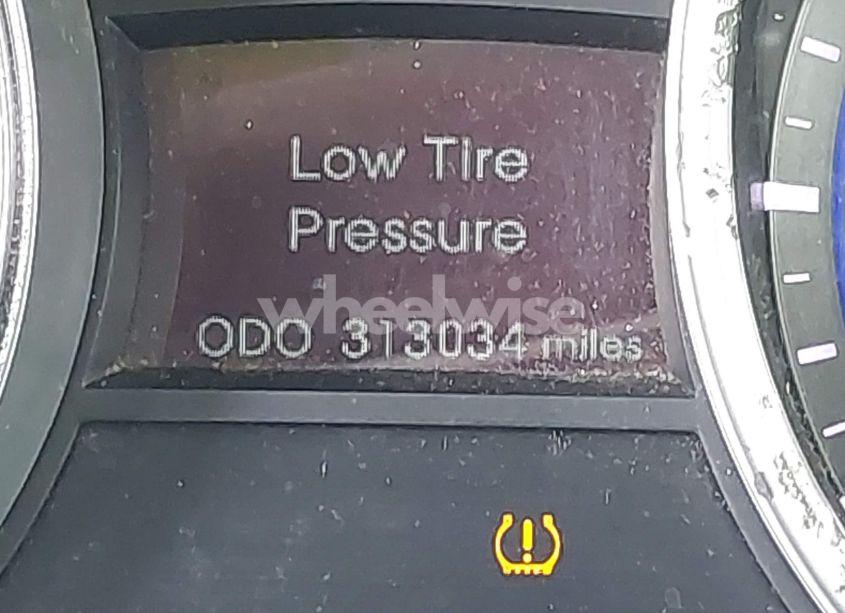 Low Tire
Pressure
wheelwise
ODO 313034 miles